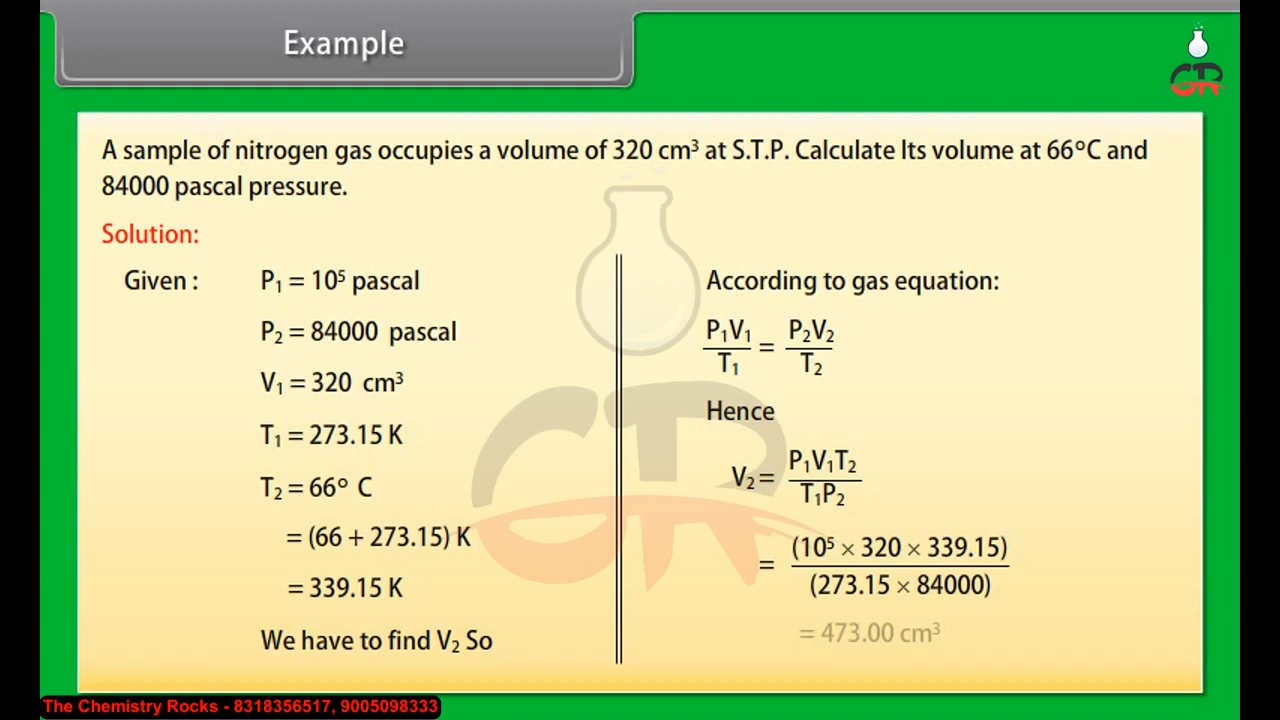 Example
A sample of nitrogen gas occupies a volume of 320 cm³ at S.T.P. Calculate Its volume at 66°C and
84000 pascal pressure.
Solution:
Given : P₁ = 10⁵ pascal
P₂ = 84000 pascal
V₁ = 320 cm³
T₁ = 273.15 K
T₂ = 66° C
= (66 + 273.15) K
= 339.15 K
We have to find V₂ So
According to gas equation:
P₁V₁/T₁ = P₂V₂/T₂
Hence
V₂ = P₁V₁T₂/T₁P₂
= (10⁵ × 320 × 339.15)/(273.15 × 84000)
= 473.00 cm³
The Chemistry Rocks - 8318356517, 9005098333